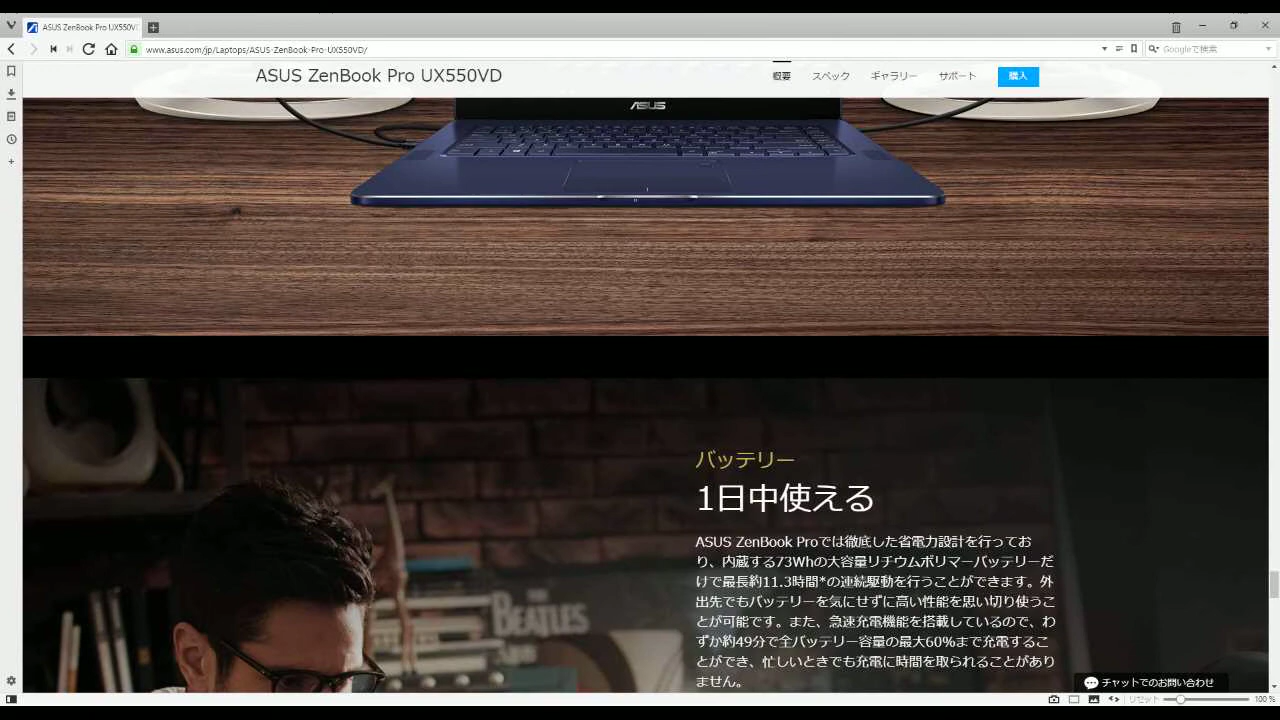 ASUS ZenBook Pro UX550VD
www.asus.com/jp/Laptops/ASUS-ZenBook-Pro-UX550VD/
Googleで検索
ASUS ZenBook Pro UX550VD
概要
スペック
ギャラリー
サポート
購入
ASUS
BEATLES
バッテリー
1日中使える
ASUS ZenBook Proでは徹底した省電力設計を行ってお
り、内蔵する73Whの大容量リチウムポリマーバッテリーだ
けで最長約11.3時間*の連続駆動を行うことができます。外
出先でもバッテリーを気にせずに高い性能を思い切り使うこ
とが可能です。また、急速充電機能を搭載しているので、わ
ずか約49分で全バッテリー容量の最大60%まで充電するこ
とができ、忙しいときでも充電に時間を取られることがあり
ません。
チャットでのお問い合わせ
リセット
100 %